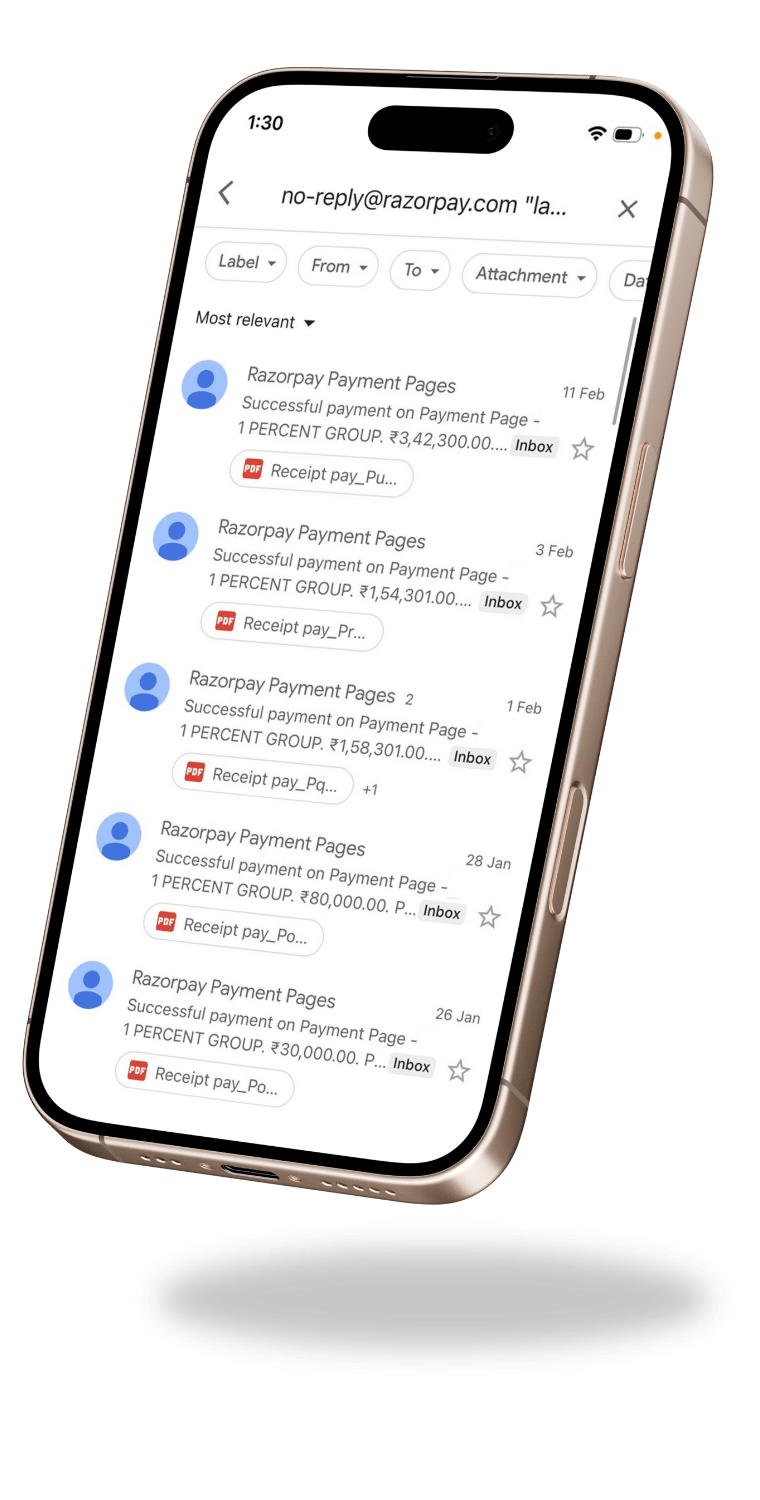 1:30
no-reply@razorpay.com "la...
Label
From
To
Attachment
Dat
Most relevant
Razorpay Payment Pages
11 Feb
Successful payment on Payment Page -
1 PERCENT GROUP. ₹3,42,300.00....
Inbox
PDF Receipt pay_Pu...
Razorpay Payment Pages
3 Feb
Successful payment on Payment Page -
1 PERCENT GROUP. ₹1,54,301.00....
Inbox
PDF Receipt pay_Pr...
Razorpay Payment Pages 2
1 Feb
Successful payment on Payment Page -
1 PERCENT GROUP. ₹1,58,301.00....
Inbox
PDF Receipt pay_Pq...
+1
Razorpay Payment Pages
28 Jan
Successful payment on Payment Page -
1 PERCENT GROUP. ₹80,000.00. P...
Inbox
PDF Receipt pay_Po...
Razorpay Payment Pages
26 Jan
Successful payment on Payment Page -
1 PERCENT GROUP. ₹30,000.00. P...
Inbox
PDF Receipt pay_Po...